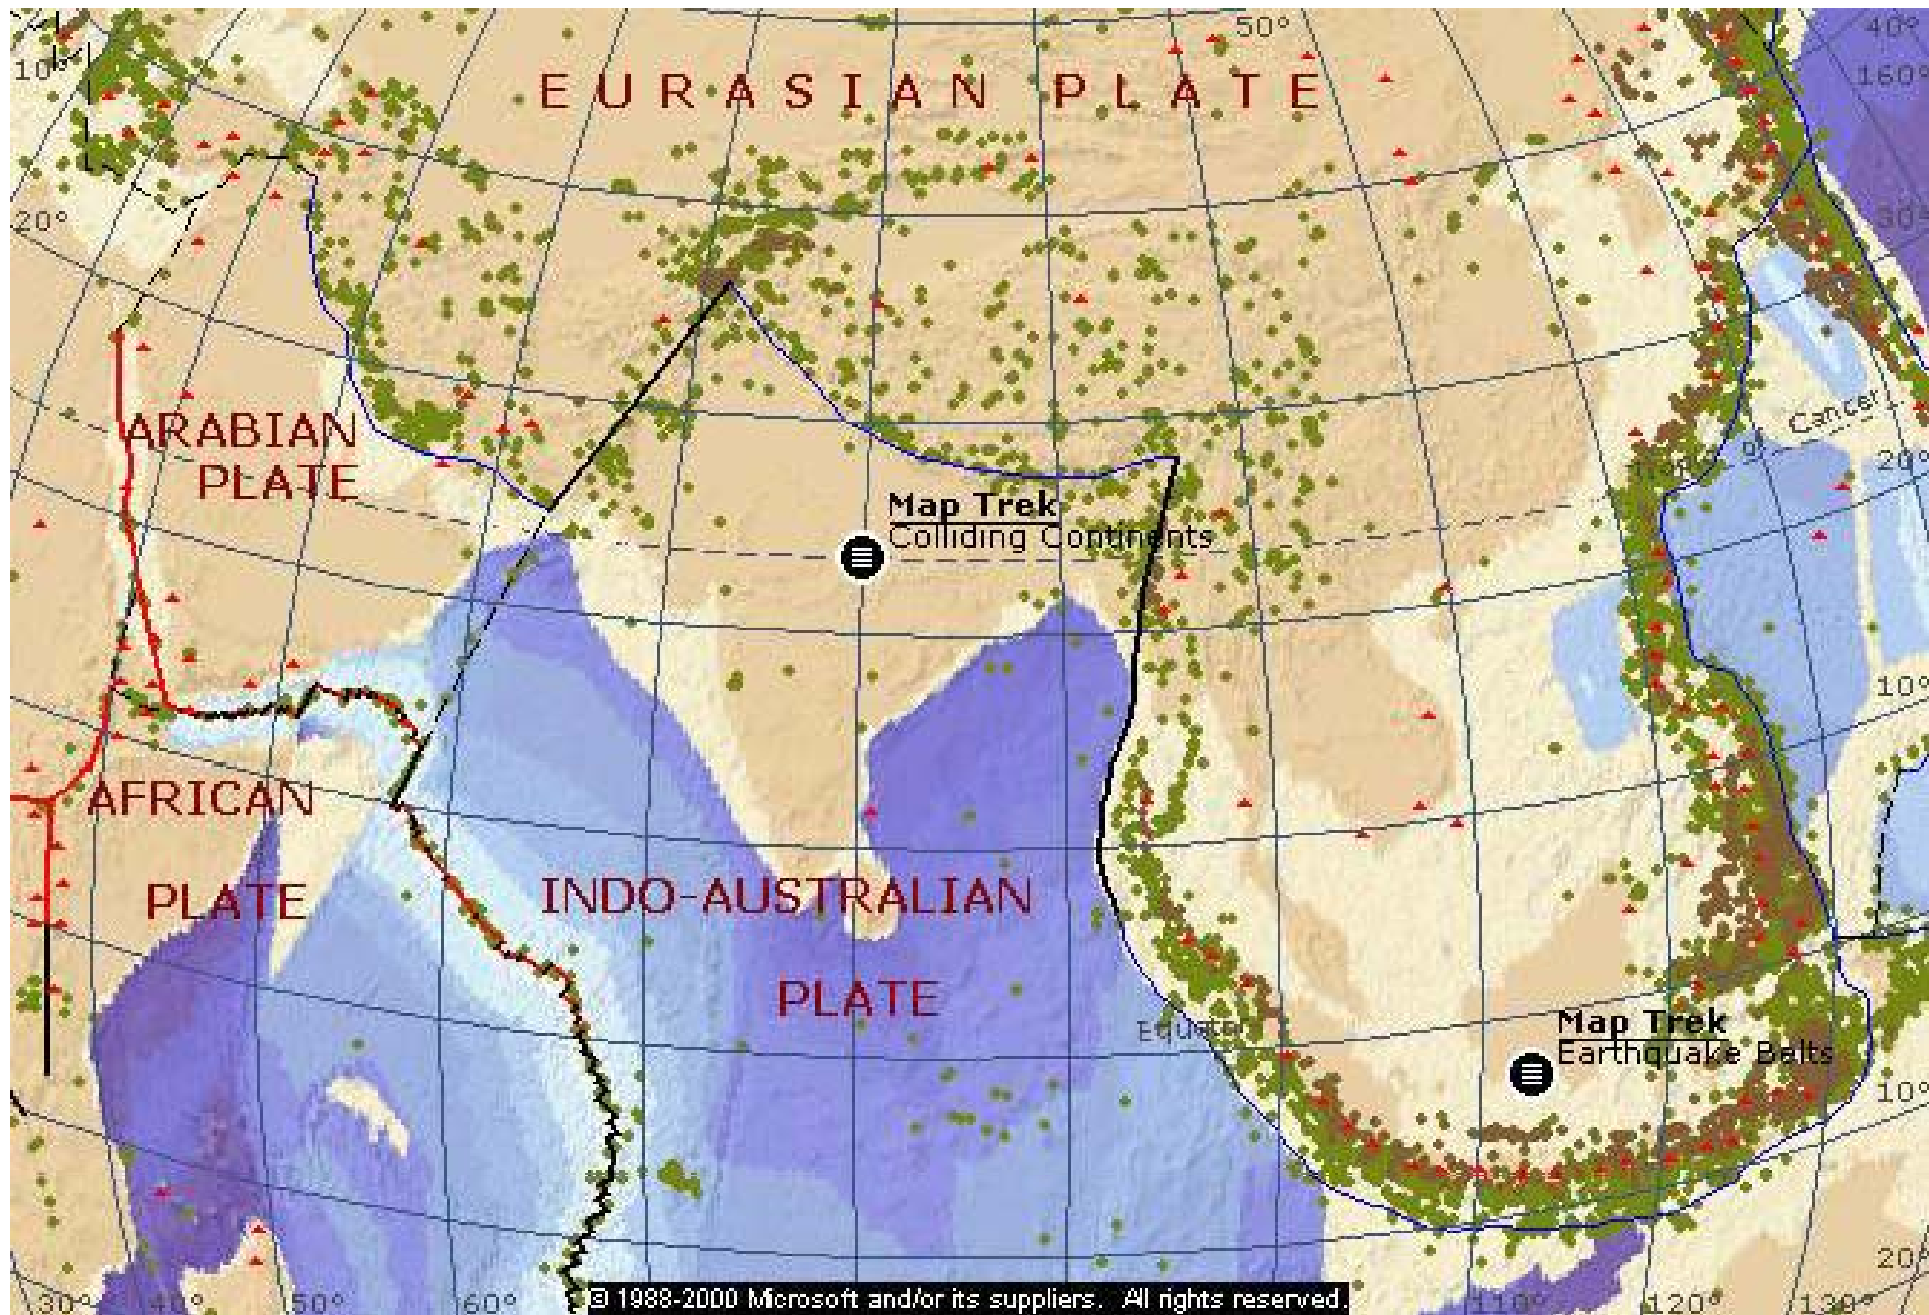 50°
40°
10°
160°
EURASIAN PLATE
20°
30°
ARABIAN
PLATE
Cancer
0°
20°
Map Trek
Colliding Continents
10°
AFRICAN
PLATE
INDO-AUSTRALIAN
PLATE
Map Trek
Earthquake Belts
10°
20°
30° 40° 50° 60° 110° 120° 130°
© 1988-2000 Microsoft and/or its suppliers. All rights reserved.